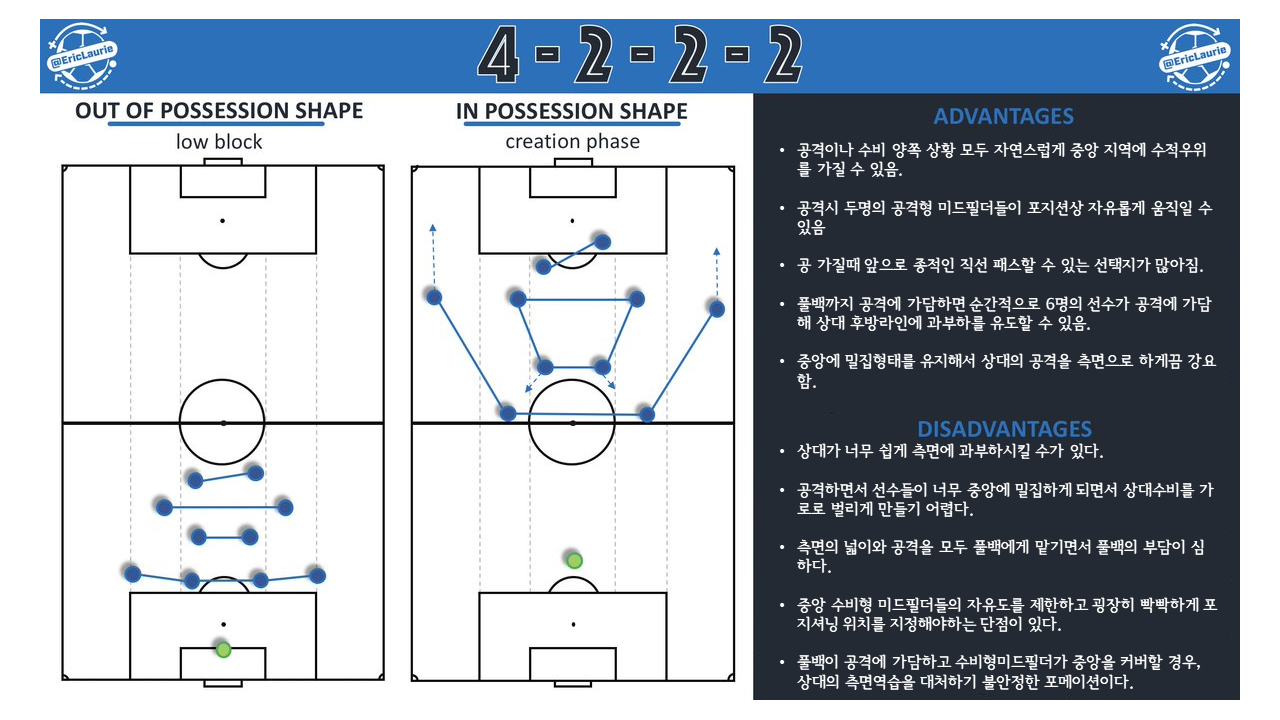 @EricLaurie
4-2-2-2
@EricLaurie
OUT OF POSSESSION SHAPE
low block
IN POSSESSION SHAPE
creation phase
ADVANTAGES
• 공격이나 수비 양쪽 상황 모두 자연스럽게 중앙 지역에 수적우위
를 가질 수 있음.
• 공격시 두명의 공격형 미드필더들이 포지션상 자유롭게 움직일 수
있음
• 공 가질때 앞으로 종적인 직선 패스할 수 있는 선택지가 많아짐.
• 풀백까지 공격에 가담하면 순간적으로 6명의 선수가 공격에 가담
해 상대 후방라인에 과부하를 유도할 수 있음.
• 중앙에 밀집형태를 유지해서 상대의 공격을 측면으로 하게끔 강요
함.
DISADVANTAGES
• 상대가 너무 쉽게 측면에 과부하시킬 수가 있다.
• 공격하면서 선수들이 너무 중앙에 밀집하게 되면서 상대수비를 가
로로 벌리게 만들기 어렵다.
• 측면의 넓이와 공격을 모두 풀백에게 맡기면서 풀백의 부담이 심
하다.
• 중앙 수비형 미드필더들의 자유도를 제한하고 굉장히 빡빡하게 포
지셔닝 위치를 지정해야하는 단점이 있다.
• 풀백이 공격에 가담하고 수비형미드필더가 중앙을 커버할 경우,
상대의 측면역습을 대처하기 불안정한 포메이션이다.